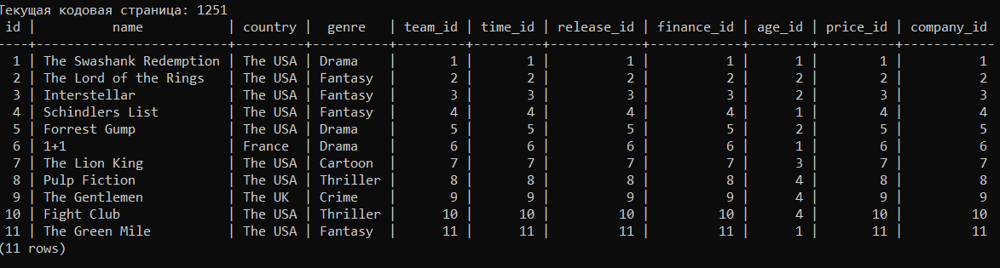 Текущая кодовая страница: 1251
 id |           name           | country |  genre   | team_id | time_id | release_id | finance_id | age_id | price_id | company_id
----+--------------------------+---------+----------+---------+---------+------------+------------+--------+----------+------------
  1 | The Swashank Redemption | The USA | Drama    |       1 |       1 |          1 |          1 |      1 |        1 |          1
  2 | The Lord of the Rings   | The USA | Fantasy  |       2 |       2 |          2 |          2 |      2 |        2 |          2
  3 | Interstellar            | The USA | Fantasy  |       3 |       3 |          3 |          3 |      2 |        3 |          3
  4 | Schindlers List         | The USA | Fantasy  |       4 |       4 |          4 |          4 |      1 |        4 |          4
  5 | Forrest Gump            | The USA | Drama    |       5 |       5 |          5 |          5 |      2 |        5 |          5
  6 | 1+1                     | France  | Drama    |       6 |       6 |          6 |          6 |      1 |        6 |          6
  7 | The Lion King           | The USA | Cartoon  |       7 |       7 |          7 |          7 |      3 |        7 |          7
  8 | Pulp Fiction            | The USA | Thriller |       8 |       8 |          8 |          8 |      4 |        8 |          8
  9 | The Gentlemen           | The UK  | Crime    |       9 |       9 |          9 |          9 |      4 |        9 |          9
 10 | Fight Club              | The USA | Thriller |      10 |      10 |         10 |         10 |      4 |       10 |         10
 11 | The Green Mile          | The USA | Fantasy  |      11 |      11 |         11 |         11 |      1 |       11 |         11
(11 rows)